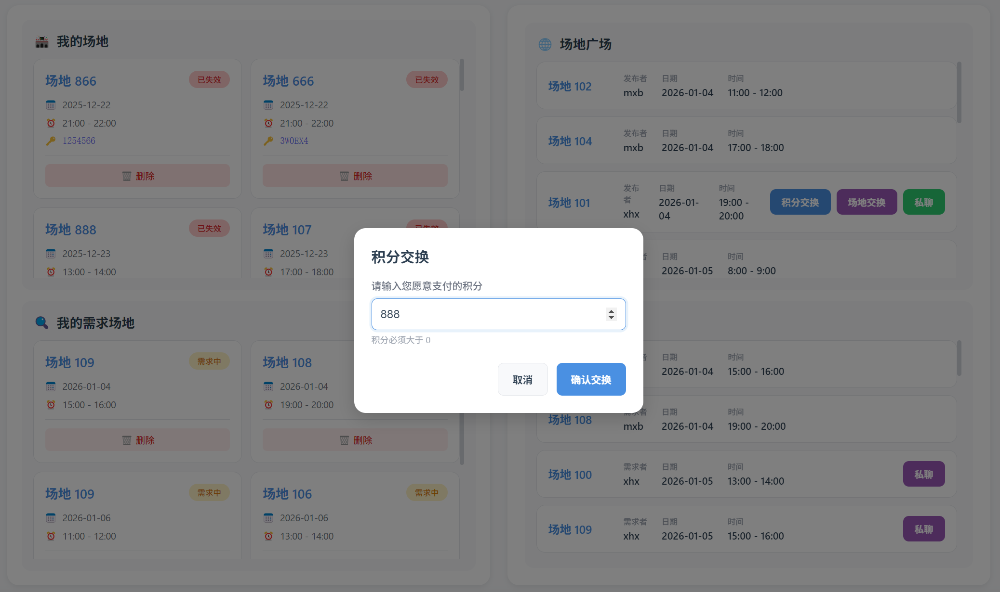 我的场地
场地 866
已失效
2025-12-22
21:00 - 22:00
1254566
删除
场地 666
已失效
2025-12-22
21:00 - 22:00
3WOEX4
删除
场地 888
已失效
2025-12-23
13:00 - 14:00
场地 107
已失效
2025-12-23
17:00 - 18:00
我的需求场地
场地 109
需求中
2026-01-04
15:00 - 16:00
删除
场地 108
2026-01-04
19:00 - 20:00
删除
场地 109
需求中
2026-01-06
11:00 - 12:00
场地 106
需求中
2026-01-06
13:00 - 14:00
积分交换
请输入您愿意支付的积分
888
积分必须大于 0
取消
确认交换
场地广场
场地 102
发布者
mxb
日期
2026-01-04
时间
11:00 - 12:00
场地 104
发布者
mxb
日期
2026-01-04
时间
17:00 - 18:00
场地 101
发布
者
xhx
日期
2026-01-
04
时间
19:00 -
20:00
积分交换
场地交换
私聊
者
日期
2026-01-05
时间
8:00 - 9:00
者
日期
2026-01-04
时间
15:00 - 16:00
场地 108
需求者
mxb
日期
2026-01-04
时间
19:00 - 20:00
场地 100
需求者
xhx
日期
2026-01-05
时间
13:00 - 14:00
私聊
场地 109
需求者
xhx
日期
2026-01-05
时间
15:00 - 16:00
私聊